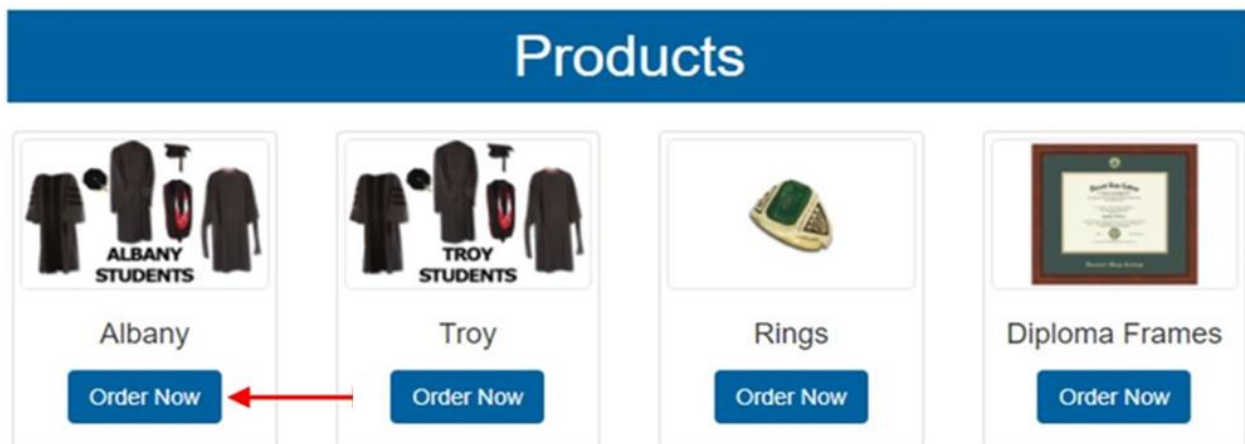 Products
ALBANY
STUDENTS
TROY
STUDENTS
Albany
Troy
Rings
Diploma Frames
Order Now
Order Now
Order Now
Order Now